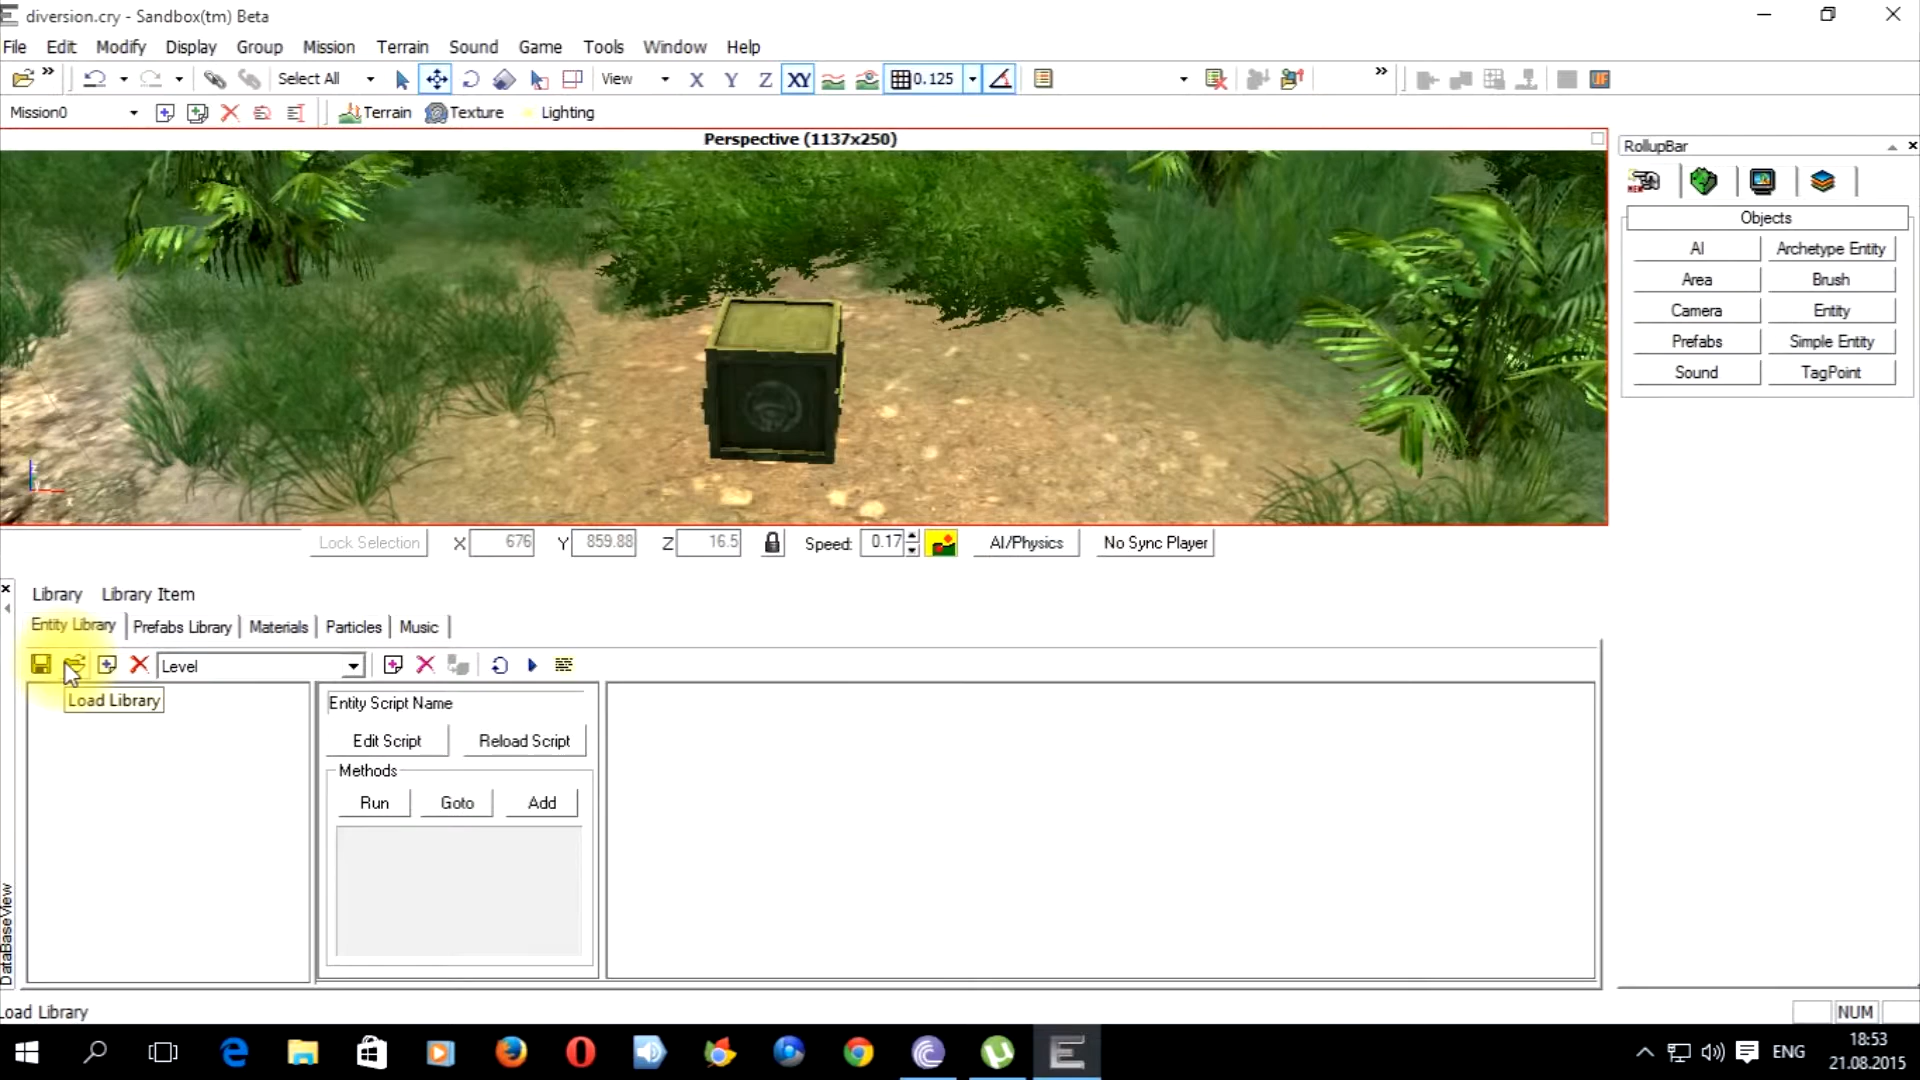 diversion.cry - Sandbox(tm) Beta
File Edit Modify Display Group Mission Terrain Sound Game Tools Window Help
Select All View X Y Z XY 0.125
Mission0 Terrain Texture Lighting
Perspective (1137x250)
RollupBar
Objects
AI Archetype Entity
Area Brush
Camera Entity
Prefabs Simple Entity
Sound TagPoint
Lock Selection X 676 Y 859.88 Z 16.5 Speed: 0.17 AI/Physics No Sync Player
Library Library Item
Entity Library Prefabs Library Materials Particles Music
Level
Load Library
Entity Script Name
Edit Script Reload Script
Methods
Run Goto Add
DataBaseView
Load Library
NUM
ENG
18:53
21.08.2015